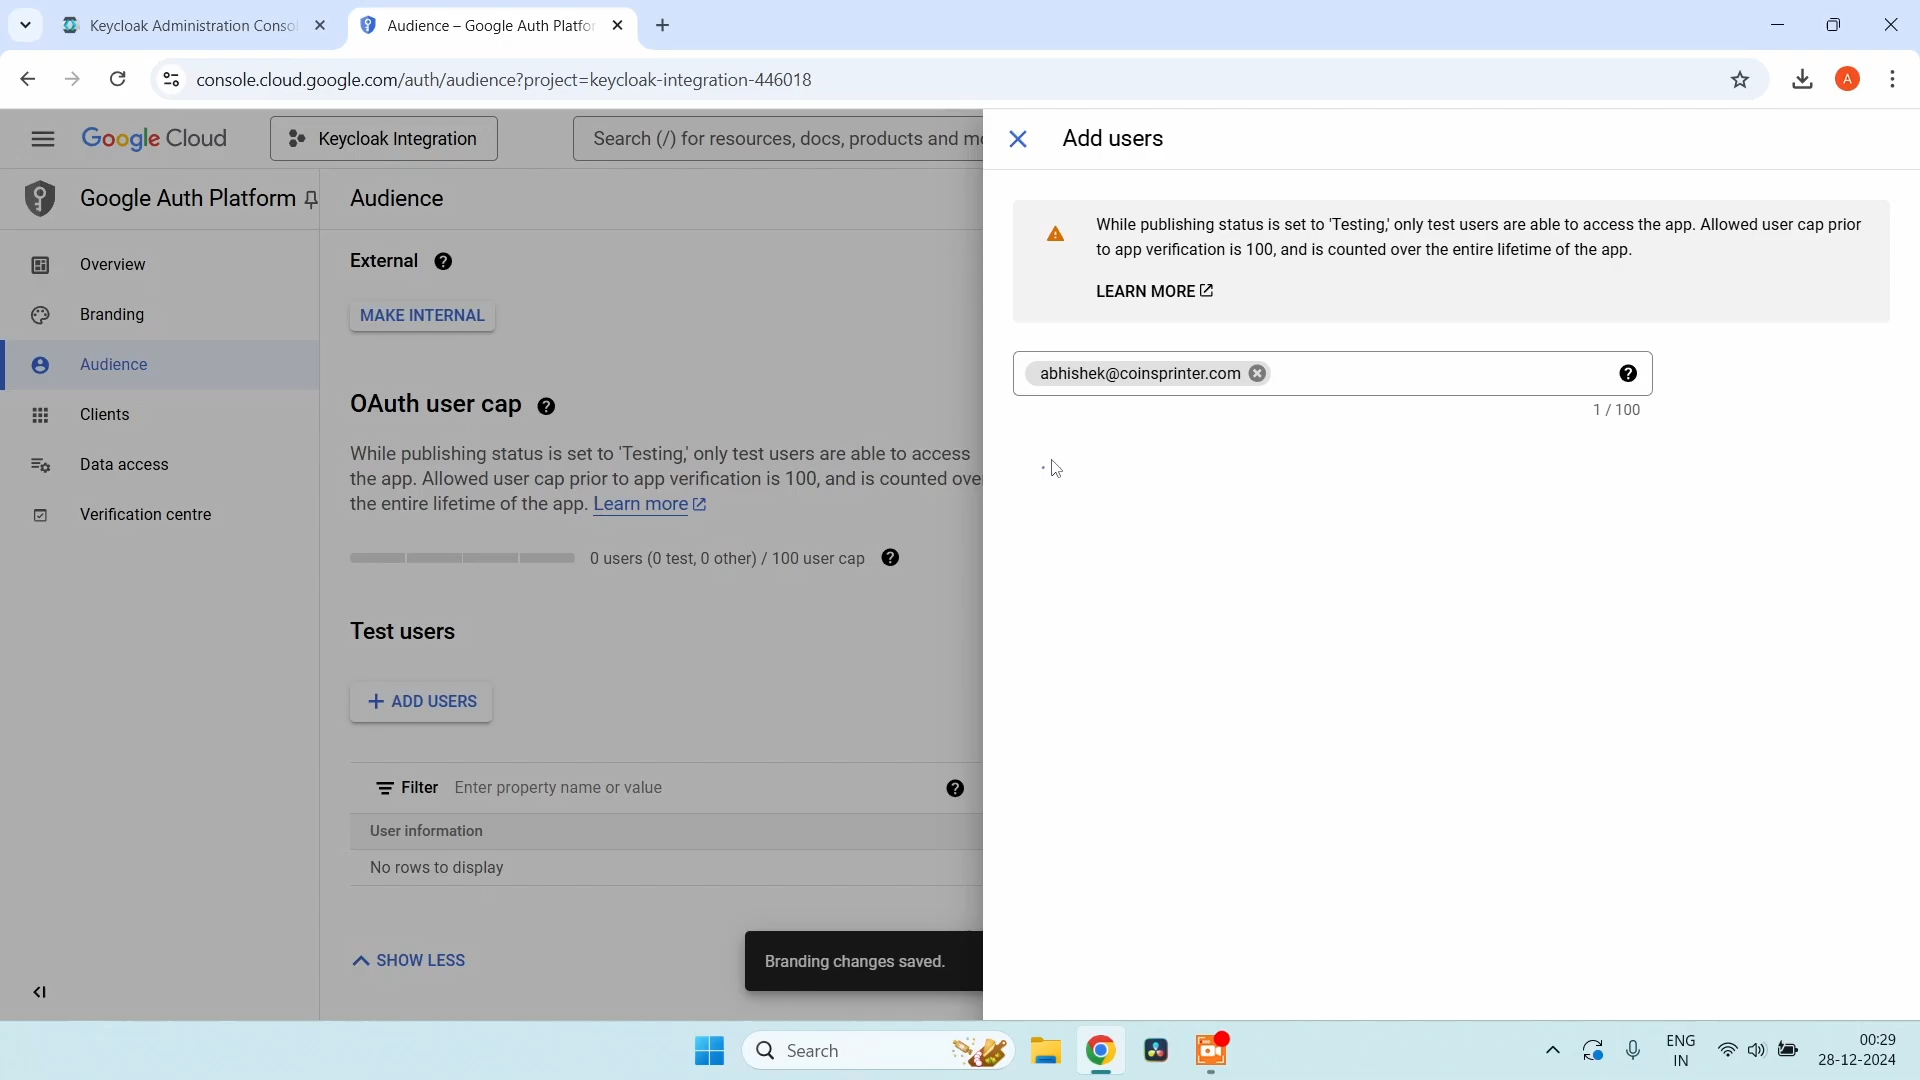 Keycloak Administration Consol
Audience – Google Auth Platfor
console.cloud.google.com/auth/audience?project=keycloak-integration-446018
A
Google Cloud
Keycloak Integration
Search (/) for resources, docs, products and mo
Add users
Google Auth Platform
Audience
While publishing status is set to 'Testing,' only test users are able to access the app. Allowed user cap prior
to app verification is 100, and is counted over the entire lifetime of the app.
LEARN MORE
Overview
Branding
Audience
Clients
Data access
Verification centre
External
MAKE INTERNAL
abhishek@coinsprinter.com
1 / 100
OAuth user cap
While publishing status is set to 'Testing,' only test users are able to access
the app. Allowed user cap prior to app verification is 100, and is counted ove
the entire lifetime of the app. Learn more
0 users (0 test, 0 other) / 100 user cap
Test users
ADD USERS
Filter Enter property name or value
User information
No rows to display
SHOW LESS
Branding changes saved.
Search
ENG
IN
00:29
28-12-2024